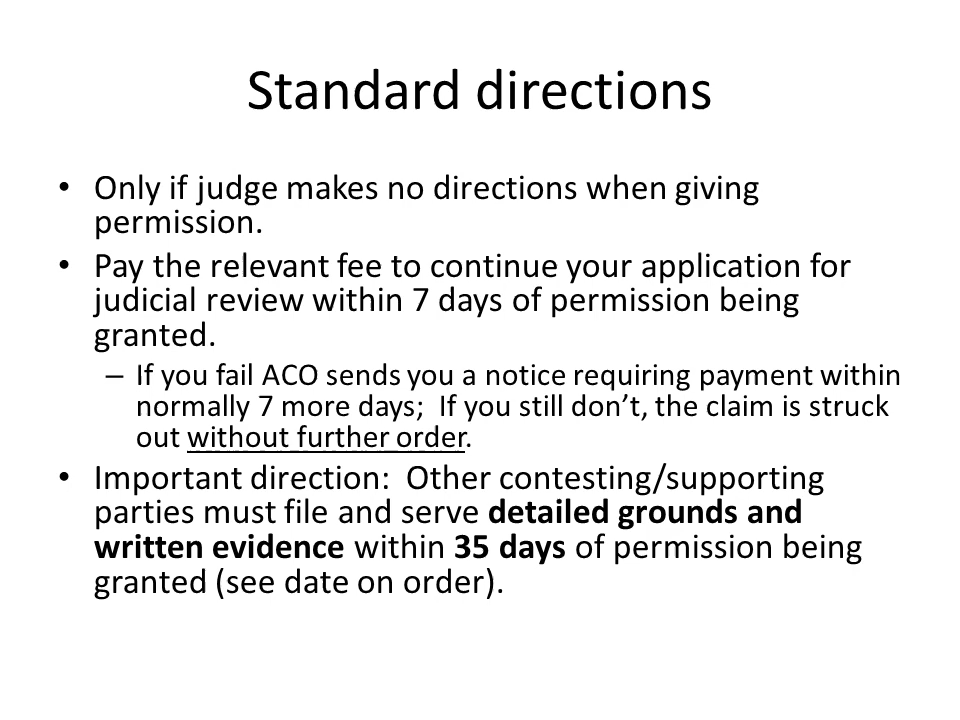 Standard directions
• Only if judge makes no directions when giving
permission.
• Pay the relevant fee to continue your application for
judicial review within 7 days of permission being
granted.
– If you fail ACO sends you a notice requiring payment within
normally 7 more days;  If you still don’t, the claim is struck
out without further order.
• Important direction:  Other contesting/supporting
parties must file and serve detailed grounds and
written evidence within 35 days of permission being
granted (see date on order).